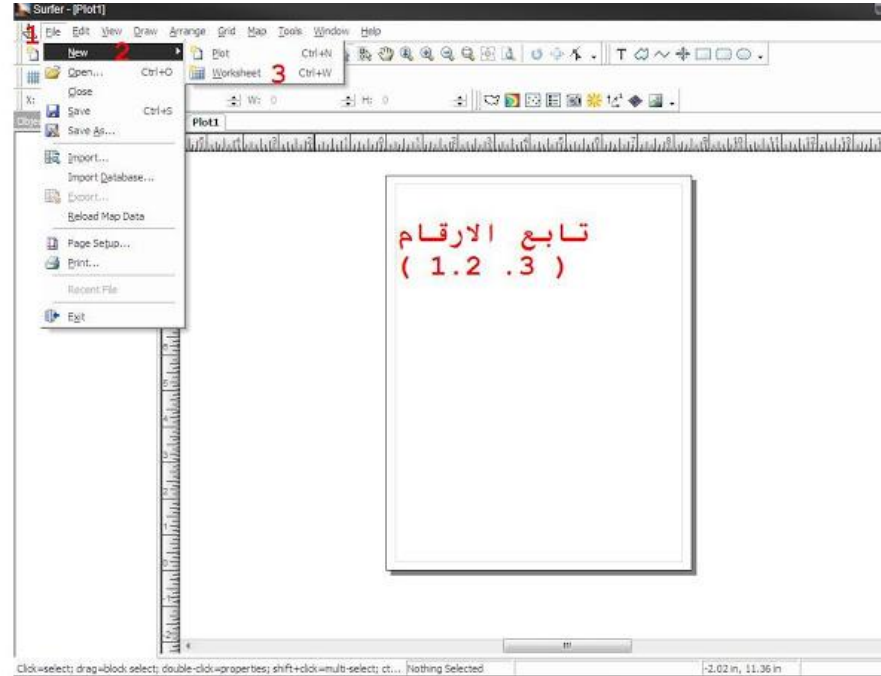 Surfer - [Plot1]
File Edit View Draw Arrange Grid Map Tools Window Help
1
New 2
Plot Ctrl+N
Open... Ctrl+O
Worksheet 3 Ctrl+W
Close
X: W: 0 H: 0
Save Ctrl+S
Save As...
Plot1
Import...
Import Database...
Export...
Reload Map Data
Page Setup...
Print...
Recent File
Exit
تابع الارقام
( 1.2 .3 )
Click=select; drag=block select; double-click=properties; shift+click=multi-select; ct... Nothing Selected -2.02 in, 11.36 in